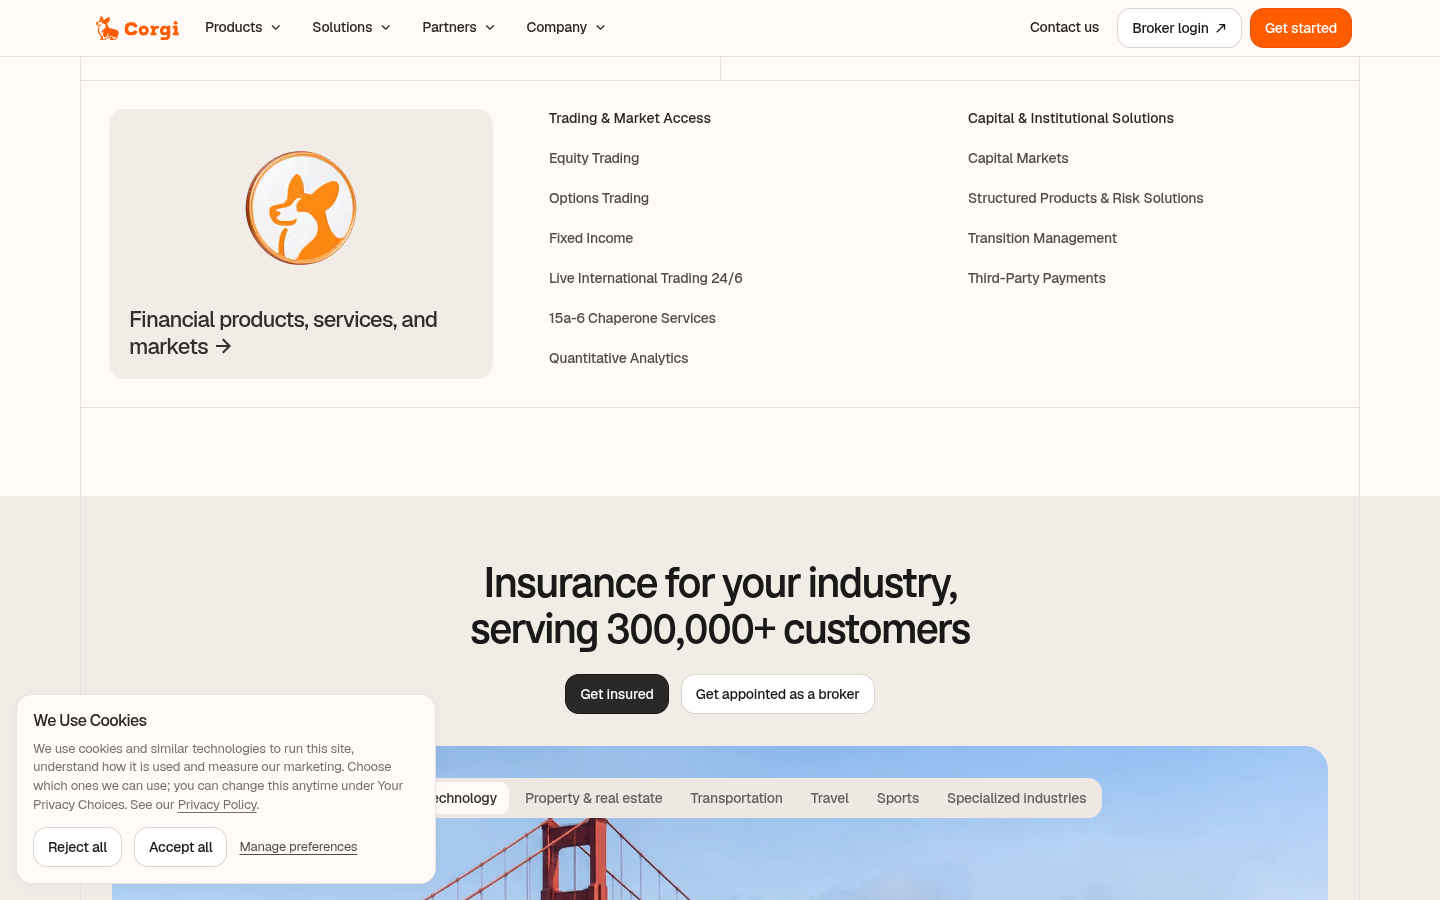 Corgi
Products
Solutions
Partners
Company
Contact us
Broker login
Get started
Financial products, services, and
markets
Trading & Market Access
Equity Trading
Options Trading
Fixed Income
Live International Trading 24/6
15a-6 Chaperone Services
Quantitative Analytics
Capital & Institutional Solutions
Capital Markets
Structured Products & Risk Solutions
Transition Management
Third-Party Payments
Insurance for your industry,
serving 300,000+ customers
Get insured
Get appointed as a broker
echnology
Property & real estate
Transportation
Travel
Sports
Specialized industries
We Use Cookies
We use cookies and similar technologies to run this site,
understand how it is used and measure our marketing. Choose
which ones we can use; you can change this anytime under Your
Privacy Choices. See our Privacy Policy.
Reject all
Accept all
Manage preferences